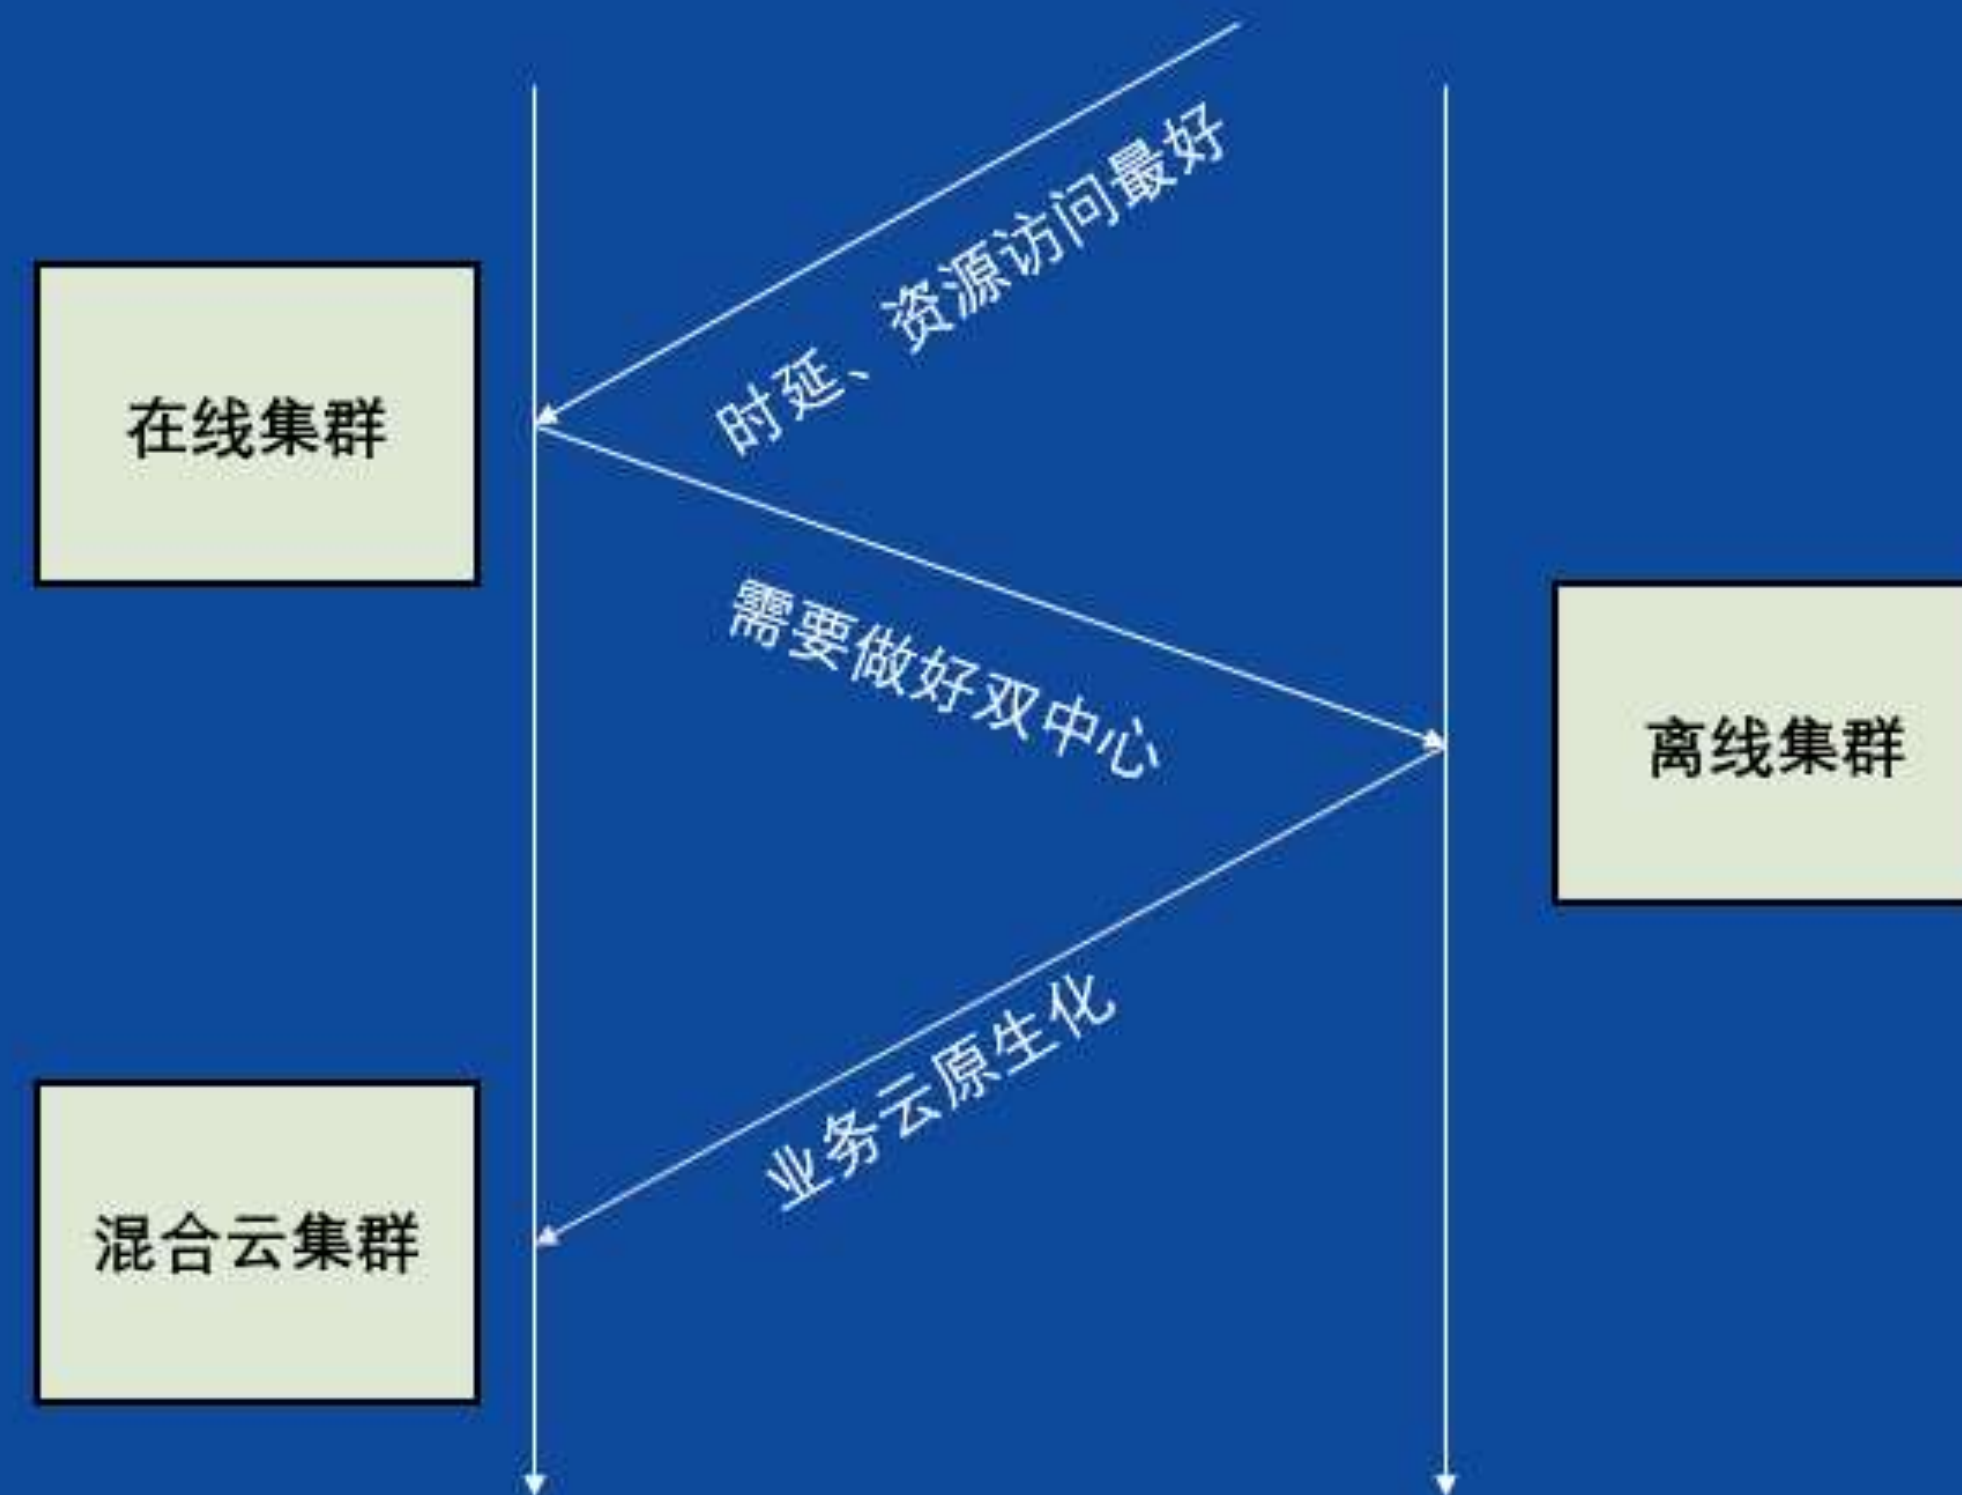 时延、资源访问最好
在线集群
需要做好双中心
离线集群
业务云原生化
混合云集群